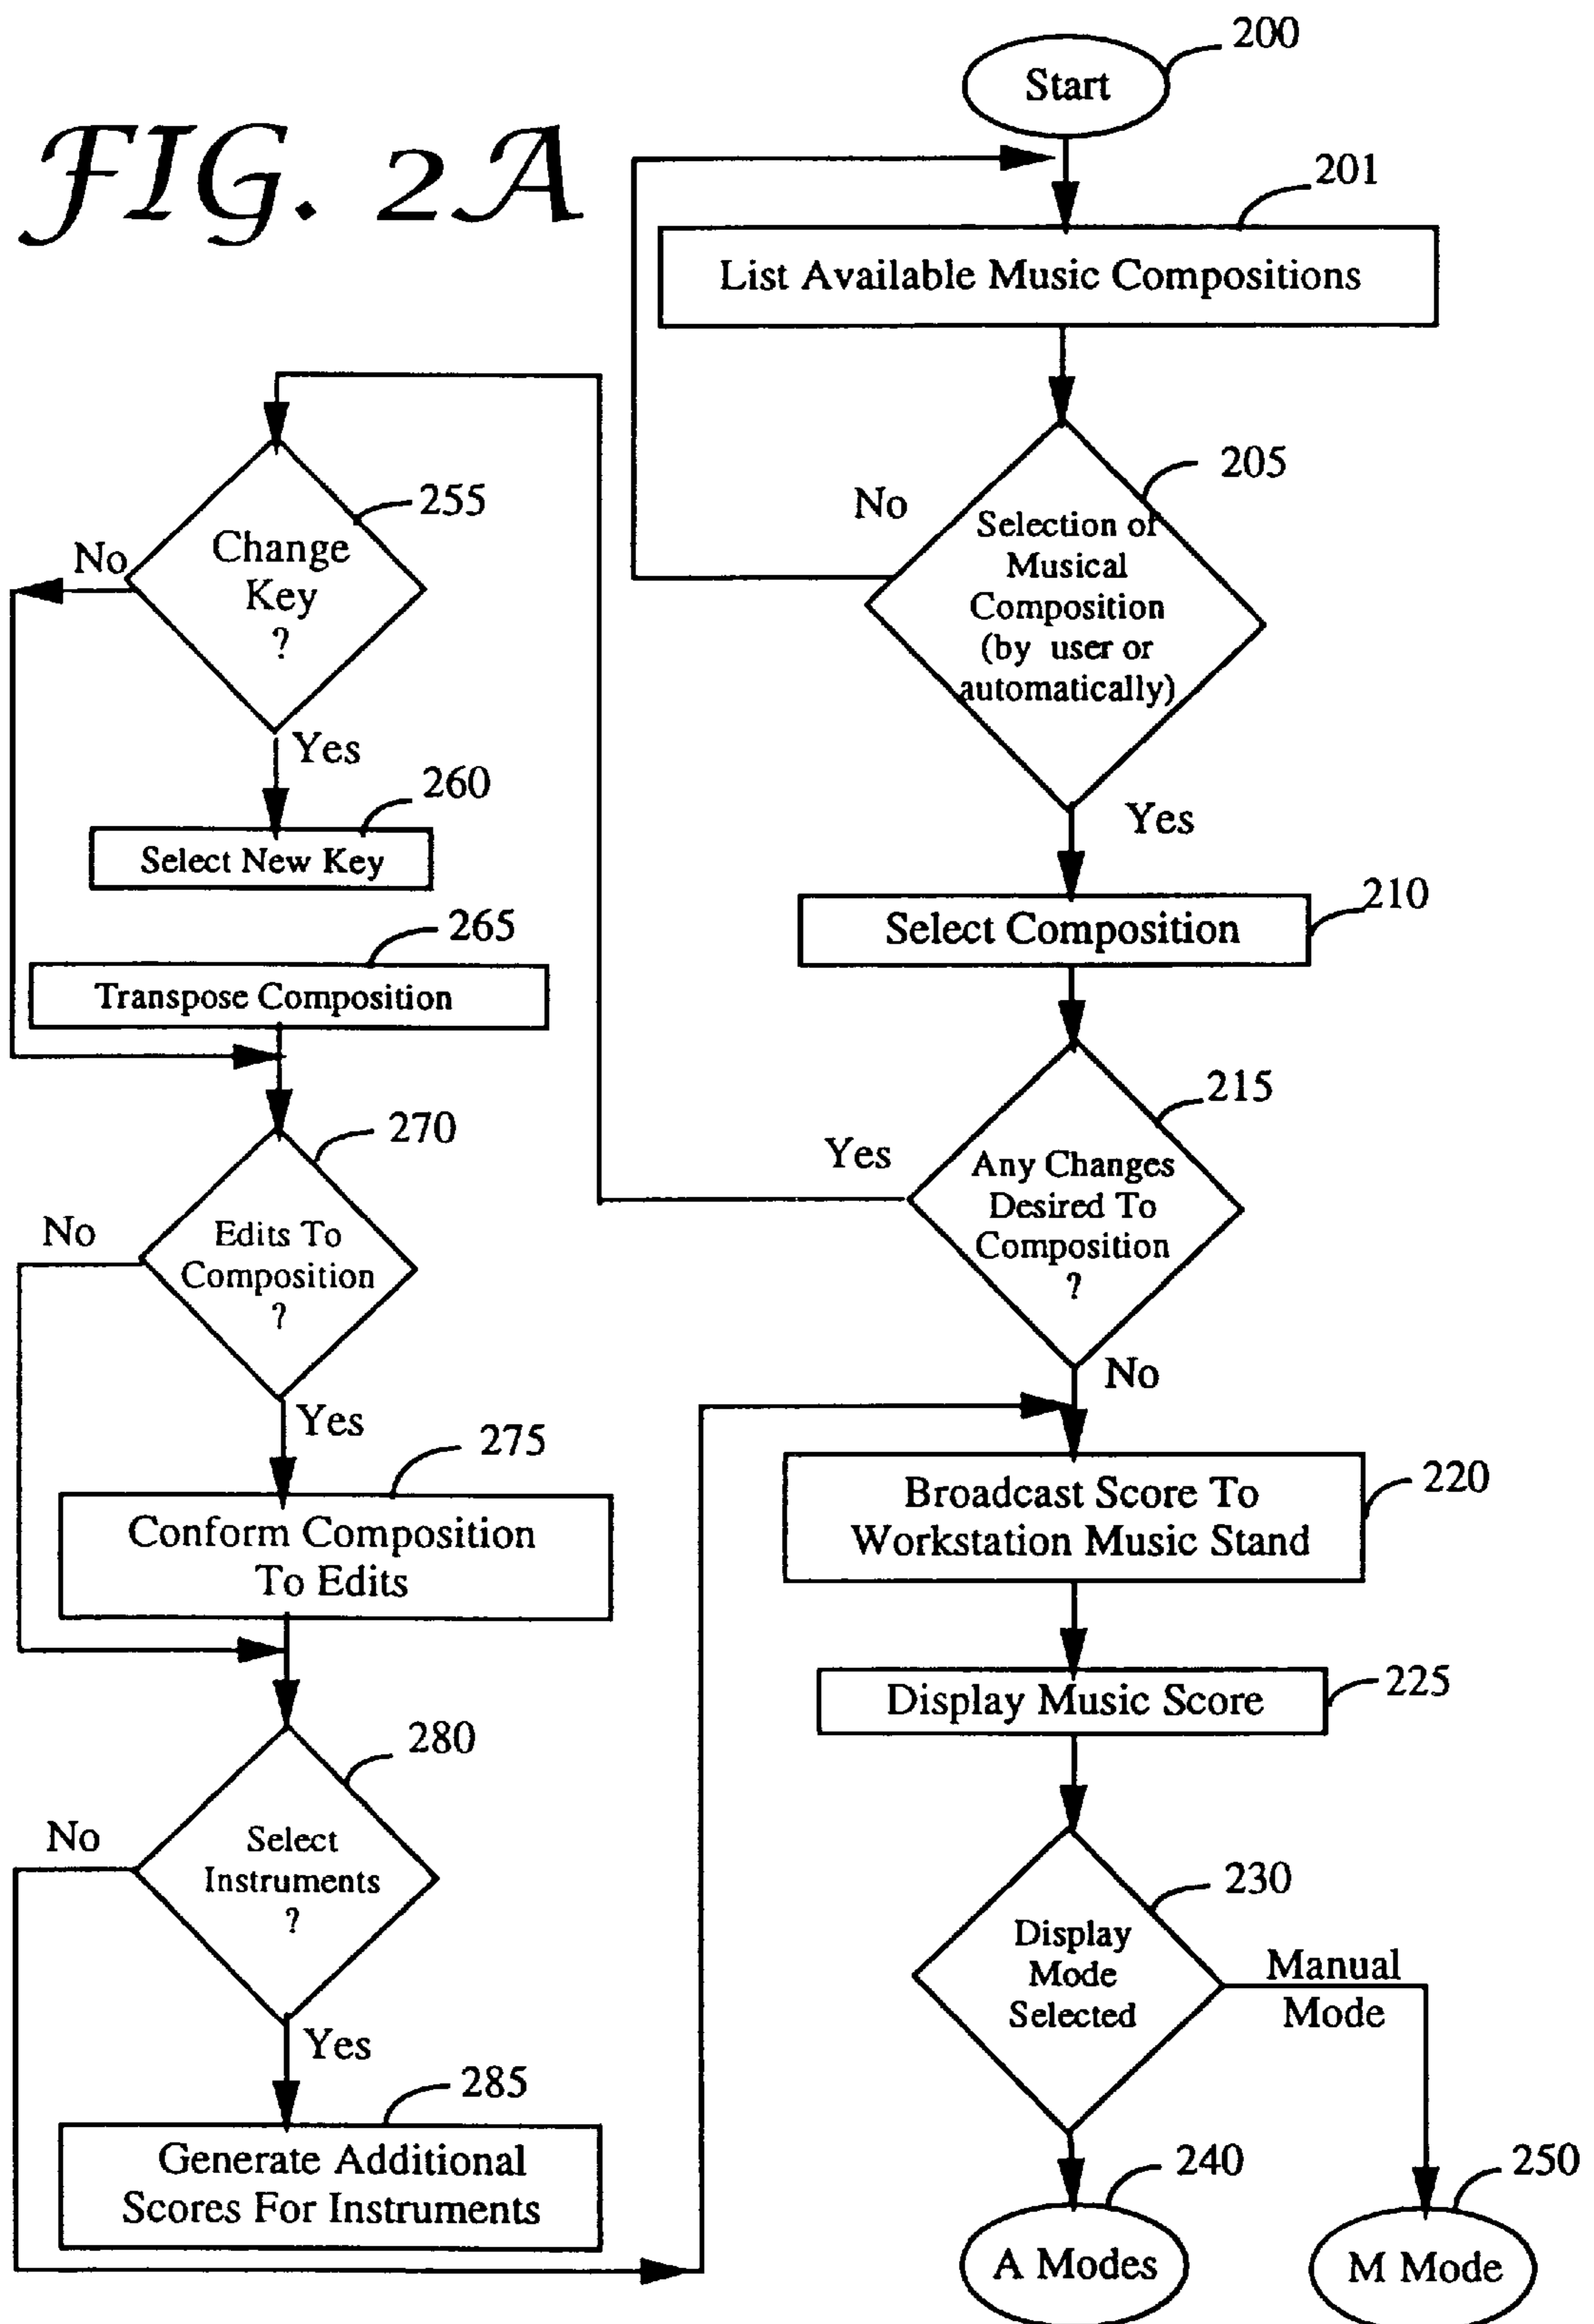 FIG. 2A
Start
200
201
List Available Music Compositions
205
No
Selection of
Musical
Composition
(by user or
automatically)
Yes
210
Select Composition
215
Yes
Any Changes
Desired To
Composition
?
No
220
Broadcast Score To
Workstation Music Stand
225
Display Music Score
230
Display
Mode
Selected
Manual
Mode
240
A Modes
250
M Mode
255
No
Change
Key
?
Yes
260
Select New Key
265
Transpose Composition
270
No
Edits To
Composition
?
Yes
275
Conform Composition
To Edits
280
No
Select
Instruments
?
Yes
285
Generate Additional
Scores For Instruments